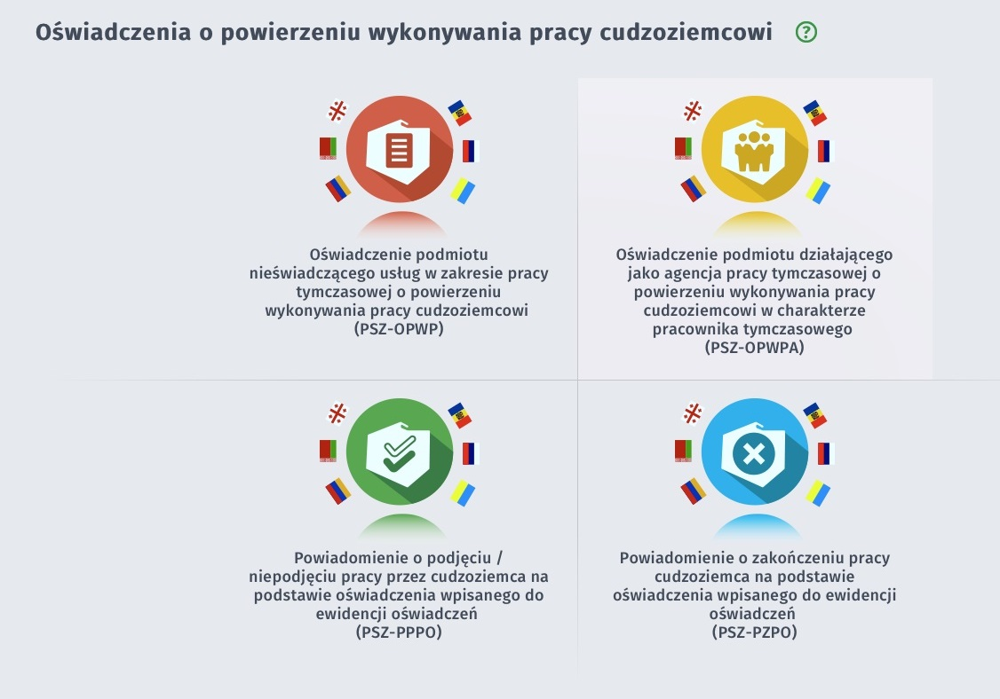 Oświadczenia o powierzeniu wykonywania pracy cudzoziemcowi ?
Oświadczenie podmiotu
nieświadczącego usług w zakresie pracy
tymczasowej o powierzeniu
wykonywania pracy cudzoziemcowi
(PSZ-OPWP)
Oświadczenie podmiotu działającego
jako agencja pracy tymczasowej o
powierzeniu wykonywania pracy
cudzoziemcowi w charakterze
pracownika tymczasowego
(PSZ-OPWPA)
Powiadomienie o podjęciu /
niepodjęciu pracy przez cudzoziemca na
podstawie oświadczenia wpisanego do
ewidencji oświadczeń
(PSZ-PPPO)
Powiadomienie o zakończeniu pracy
cudzoziemca na podstawie
oświadczenia wpisanego do ewidencji
oświadczeń
(PSZ-PZPO)